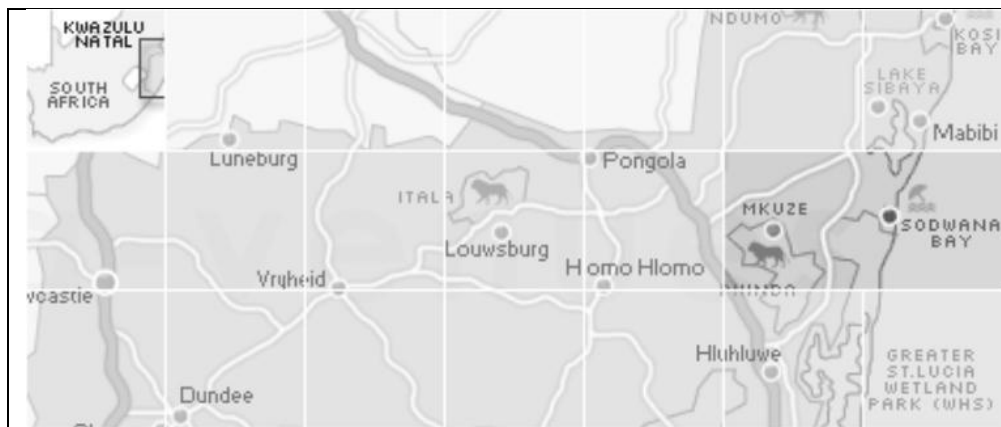 KWAZULU
NATAL
SOUTH
AFRICA
NDUMO
KOSI
BAY
LAKE
SIBAYA
Mabibi
Luneburg
Pongola
ITALA
MKUZE
SODWANA
BAY
Louwsburg
Vryheid
Hlomo Hlomo
wcastle
Hluhluwe
GREATER
ST.LUCIA
WETLAND
PARK (WHS)
Dundee